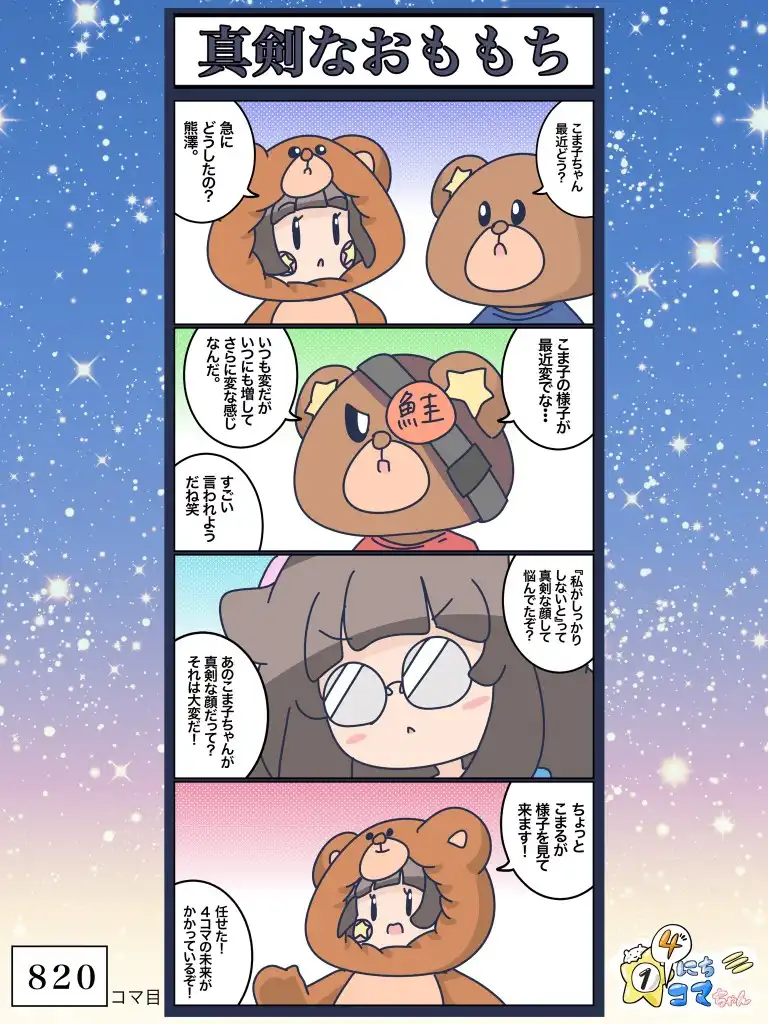 真剣なおももち
こま子ちゃん
最近どう？
急に
どうしたの？
熊澤。
こま子の様子が
最近変でな…
鮭
いつも変だが
いつにも増して
さらに変な感じ
なんだ。
すごい
言われよう
だね笑
『私がしっかり
しないと』って
真剣な顔して
悩んでたぞ？
あのこま子ちゃんが
真剣な顔だって？
それは大変だ！
ちょっと
こまるが
様子を見て
来ます！
任せた！
４コマの未来が
かかっているぞ！
820
コマ目
1
にち
4
コマ
ちゃん